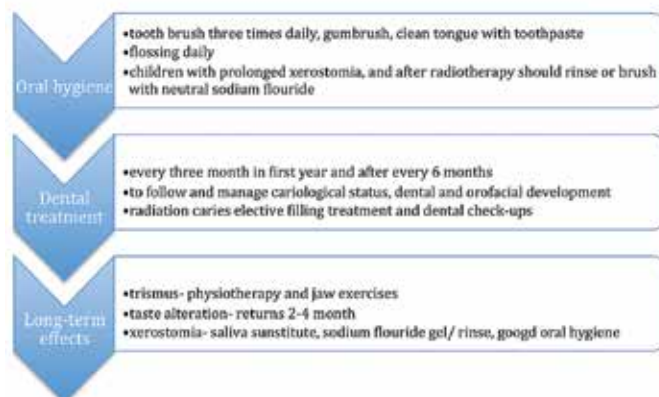 Oral hygiene
•tooth brush three times daily, gumbrush, clean tongue with toothpaste
•flossing daily
•children with prolonged xerostomia, and after radiotherapy should rinse or brush
with neutral sodium flouride
Dental
treatment
•every three month in first year and after every 6 months
•to follow and manage cariological status, dental and orofacial development
•radiation caries elective filling treatment and dental check-ups
Long-term
effects
•trismus- physiotherapy and jaw exercises
•taste alteration- returns 2-4 month
•xerostomia- saliva sunstitute, sodium flouride gel/ rinse, googd oral hygiene